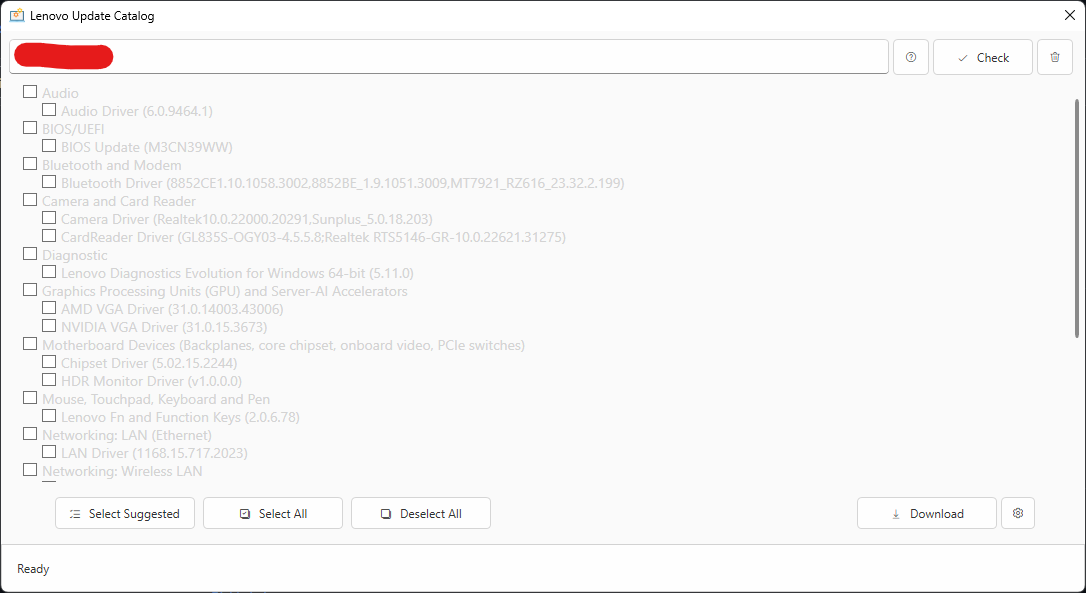 Lenovo Update Catalog
Check
Audio
Audio Driver (6.0.9464.1)
BIOS/UEFI
BIOS Update (M3CN39WW)
Bluetooth and Modem
Bluetooth Driver (8852CE1.10.1058.3002,8852BE_1.9.1051.3009,MT7921_RZ616_23.32.2.199)
Camera and Card Reader
Camera Driver (Realtek10.0.22000.20291,Sunplus_5.0.18.203)
CardReader Driver (GL835S-OGY03-4.5.5.8;Realtek RTS5146-GR-10.0.22621.31275)
Diagnostic
Lenovo Diagnostics Evolution for Windows 64-bit (5.11.0)
Graphics Processing Units (GPU) and Server-AI Accelerators
AMD VGA Driver (31.0.14003.43006)
NVIDIA VGA Driver (31.0.15.3673)
Motherboard Devices (Backplanes, core chipset, onboard video, PCIe switches)
Chipset Driver (5.02.15.2244)
HDR Monitor Driver (v1.0.0.0)
Mouse, Touchpad, Keyboard and Pen
Lenovo Fn and Function Keys (2.0.6.78)
Networking: LAN (Ethernet)
LAN Driver (1168.15.717.2023)
Networking: Wireless LAN
Select Suggested Select All Deselect All Download
Ready